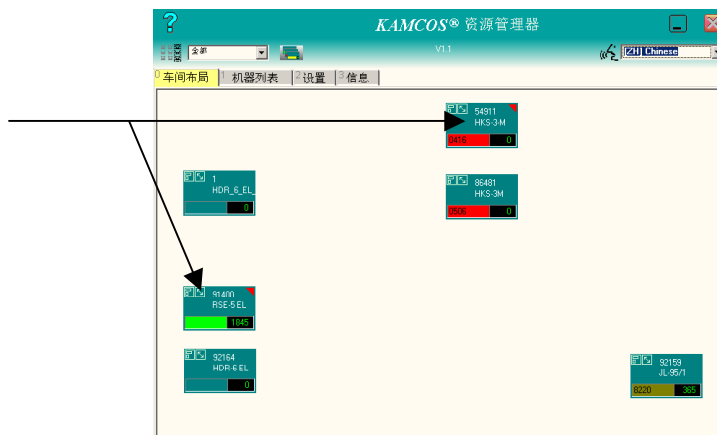 ?
KAMCOS® 资源管理器
全部
V1.1
[ZH] Chinese
0 车间布局
1 机器列表
2 设置
3 信息
54911
HKS-3-M
0416 0
1
HDR_6_EL_
0
86481
HKS-3M
0506 0
91400
RSE-5 EL
1845
92164
HDR-6 EL
0
92159
JL-95/1
8220 365